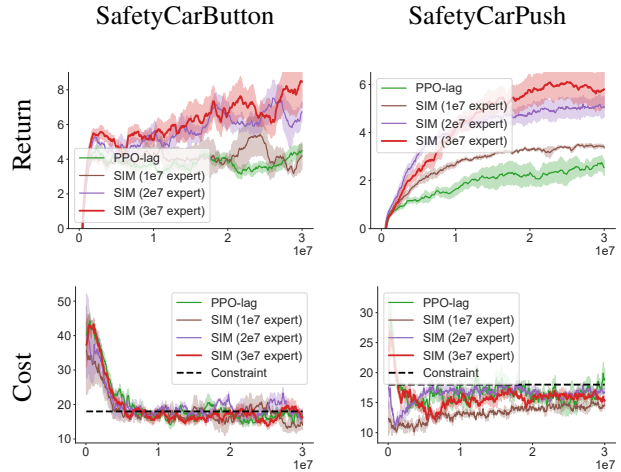 SafetyCarButton
SafetyCarPush
Return
8
6
4
2
0
PPO-lag
SIM (1e7 expert)
SIM (2e7 expert)
SIM (3e7 expert)
0 1 2 3
1e7
6
4
2
0
PPO-lag
SIM (1e7 expert)
SIM (2e7 expert)
SIM (3e7 expert)
0 1 2 3
1e7
Cost
50
40
30
20
10
PPO-lag
SIM (1e7 expert)
SIM (2e7 expert)
SIM (3e7 expert)
Constraint
0 1 2 3
1e7
30
25
20
15
10
PPO-lag
SIM (1e7 expert)
SIM (2e7 expert)
SIM (3e7 expert)
Constraint
0 1 2 3
1e7